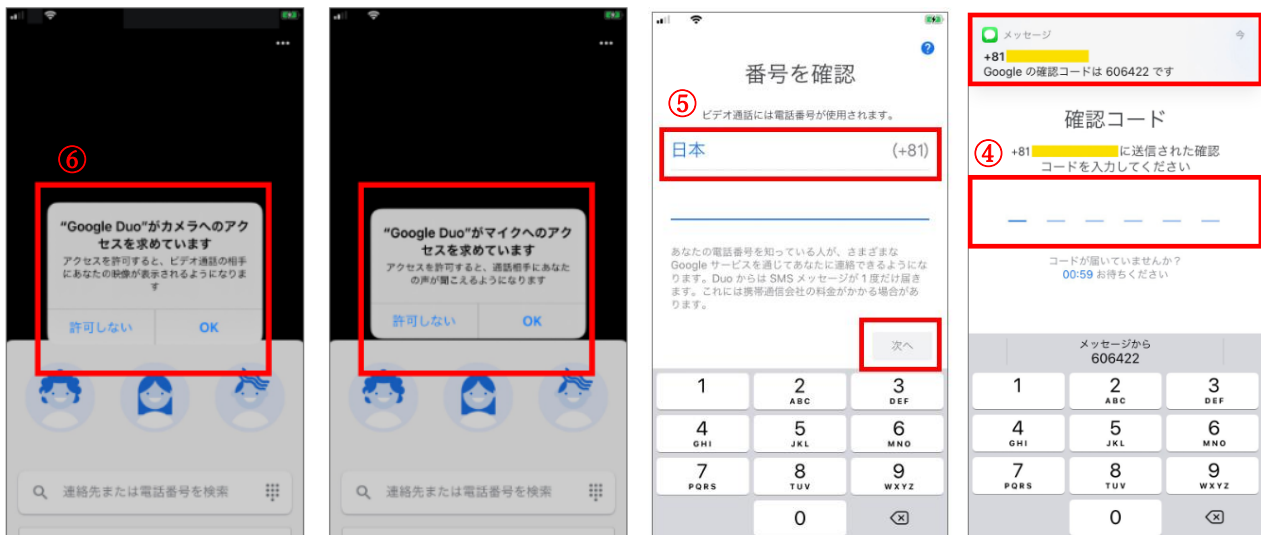 ⑥
“Google Duo”がカメラへのアク
セスを求めています
アクセスを許可すると、ビデオ通話の相手
にあなたの映像が表示されるようになりま
す
許可しない
OK
連絡先または電話番号を検索
“Google Duo”がマイクへのアク
セスを求めています
アクセスを許可すると、通話相手にあなた
の声が聞こえるようになります
許可しない
OK
連絡先または電話番号を検索
?
番号を確認
⑤
ビデオ通話には電話番号が使用されます。
日本 (+81)
あなたの電話番号を知っている人が、さまざまな
Google サービスを通じてあなたに連絡できるようにな
ります。Duo からは SMS メッセージが 1 度だけ届き
ます。これには携帯通信会社の料金がかかる場合があ
ります。
次へ
1 2 3
ABC DEF
4 5 6
GHI JKL MNO
7 8 9
PQRS TUV WXYZ
0
メッセージ 今
+81
Google の確認コードは 606422 です
確認コード
④
+81 に送信された確認
コードを入力してください
コードが届いていませんか？
00:59 お待ちください
メッセージから
606422
1 2 3
ABC DEF
4 5 6
GHI JKL MNO
7 8 9
PQRS TUV WXYZ
0